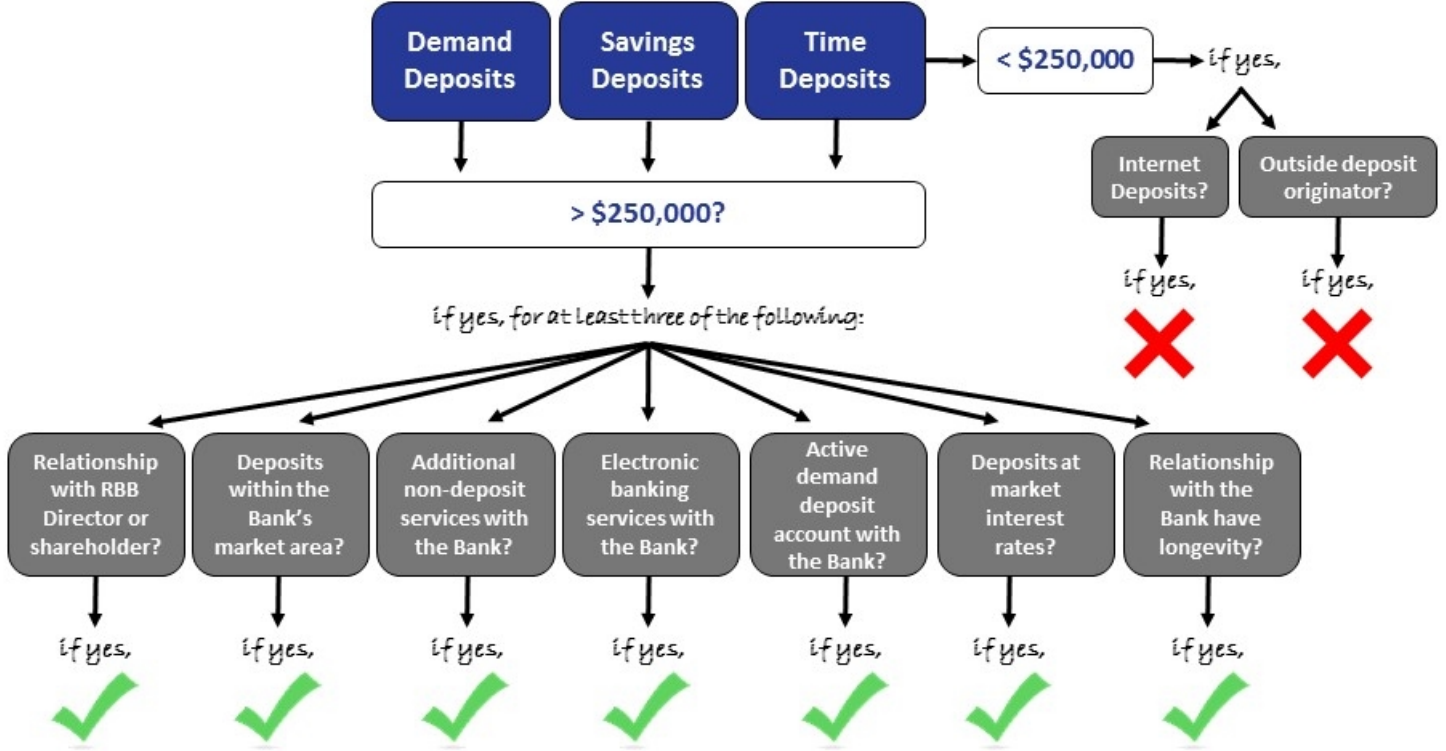 Demand
Deposits
Savings
Deposits
Time
Deposits
< $250,000
if yes,
Internet
Deposits?
Outside deposit
originator?
> $250,000?
if yes,
if yes,
if yes, for at least three of the following:
Relationship
with RBB
Director or
shareholder?
Deposits
within the
Bank's
market area?
Additional
non-deposit
services with
the Bank?
Electronic
banking
services with
the Bank?
Active
demand
deposit
account with
the Bank?
Deposits at
market
interest
rates?
Relationship
with the
Bank have
longevity?
if yes,
if yes,
if yes,
if yes,
if yes,
if yes,
if yes,